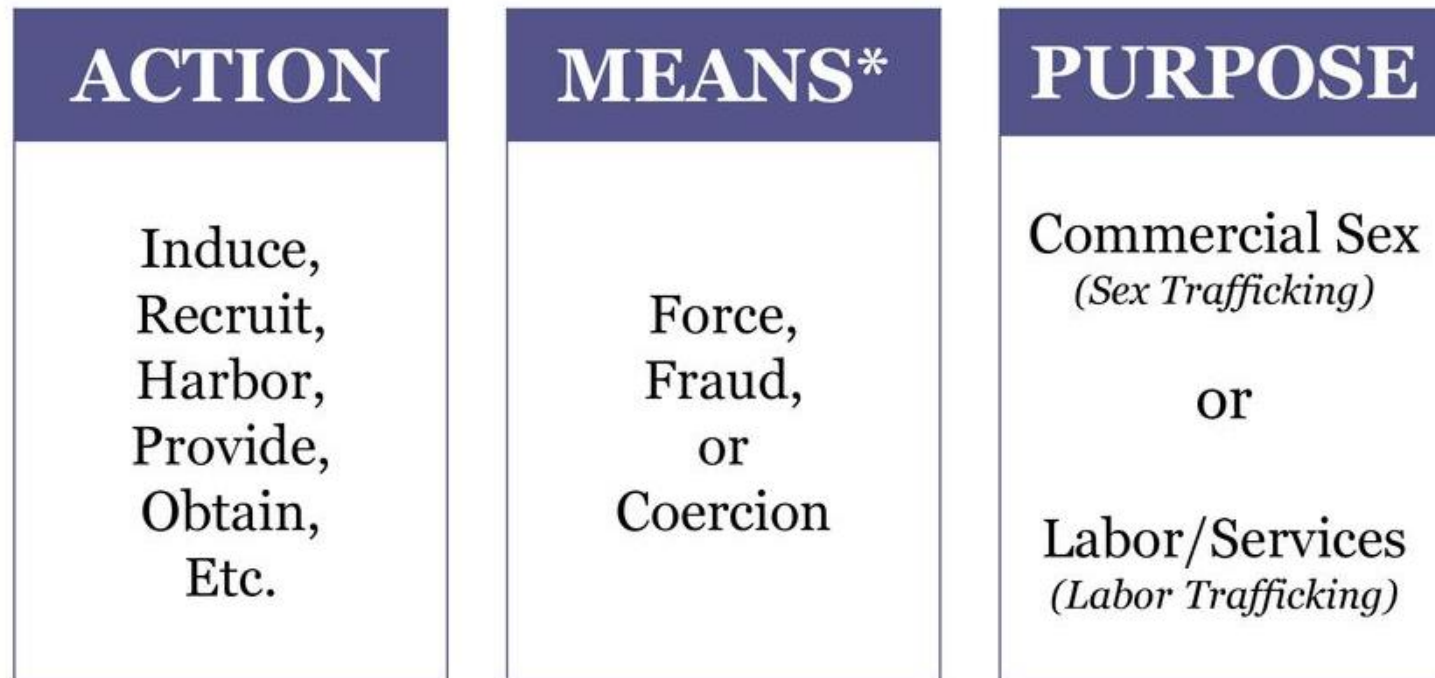 ACTION
Induce,
Recruit,
Harbor,
Provide,
Obtain,
Etc.
MEANS*
Force,
Fraud,
or
Coercion
PURPOSE
Commercial Sex
(Sex Trafficking)
or
Labor/Services
(Labor Trafficking)